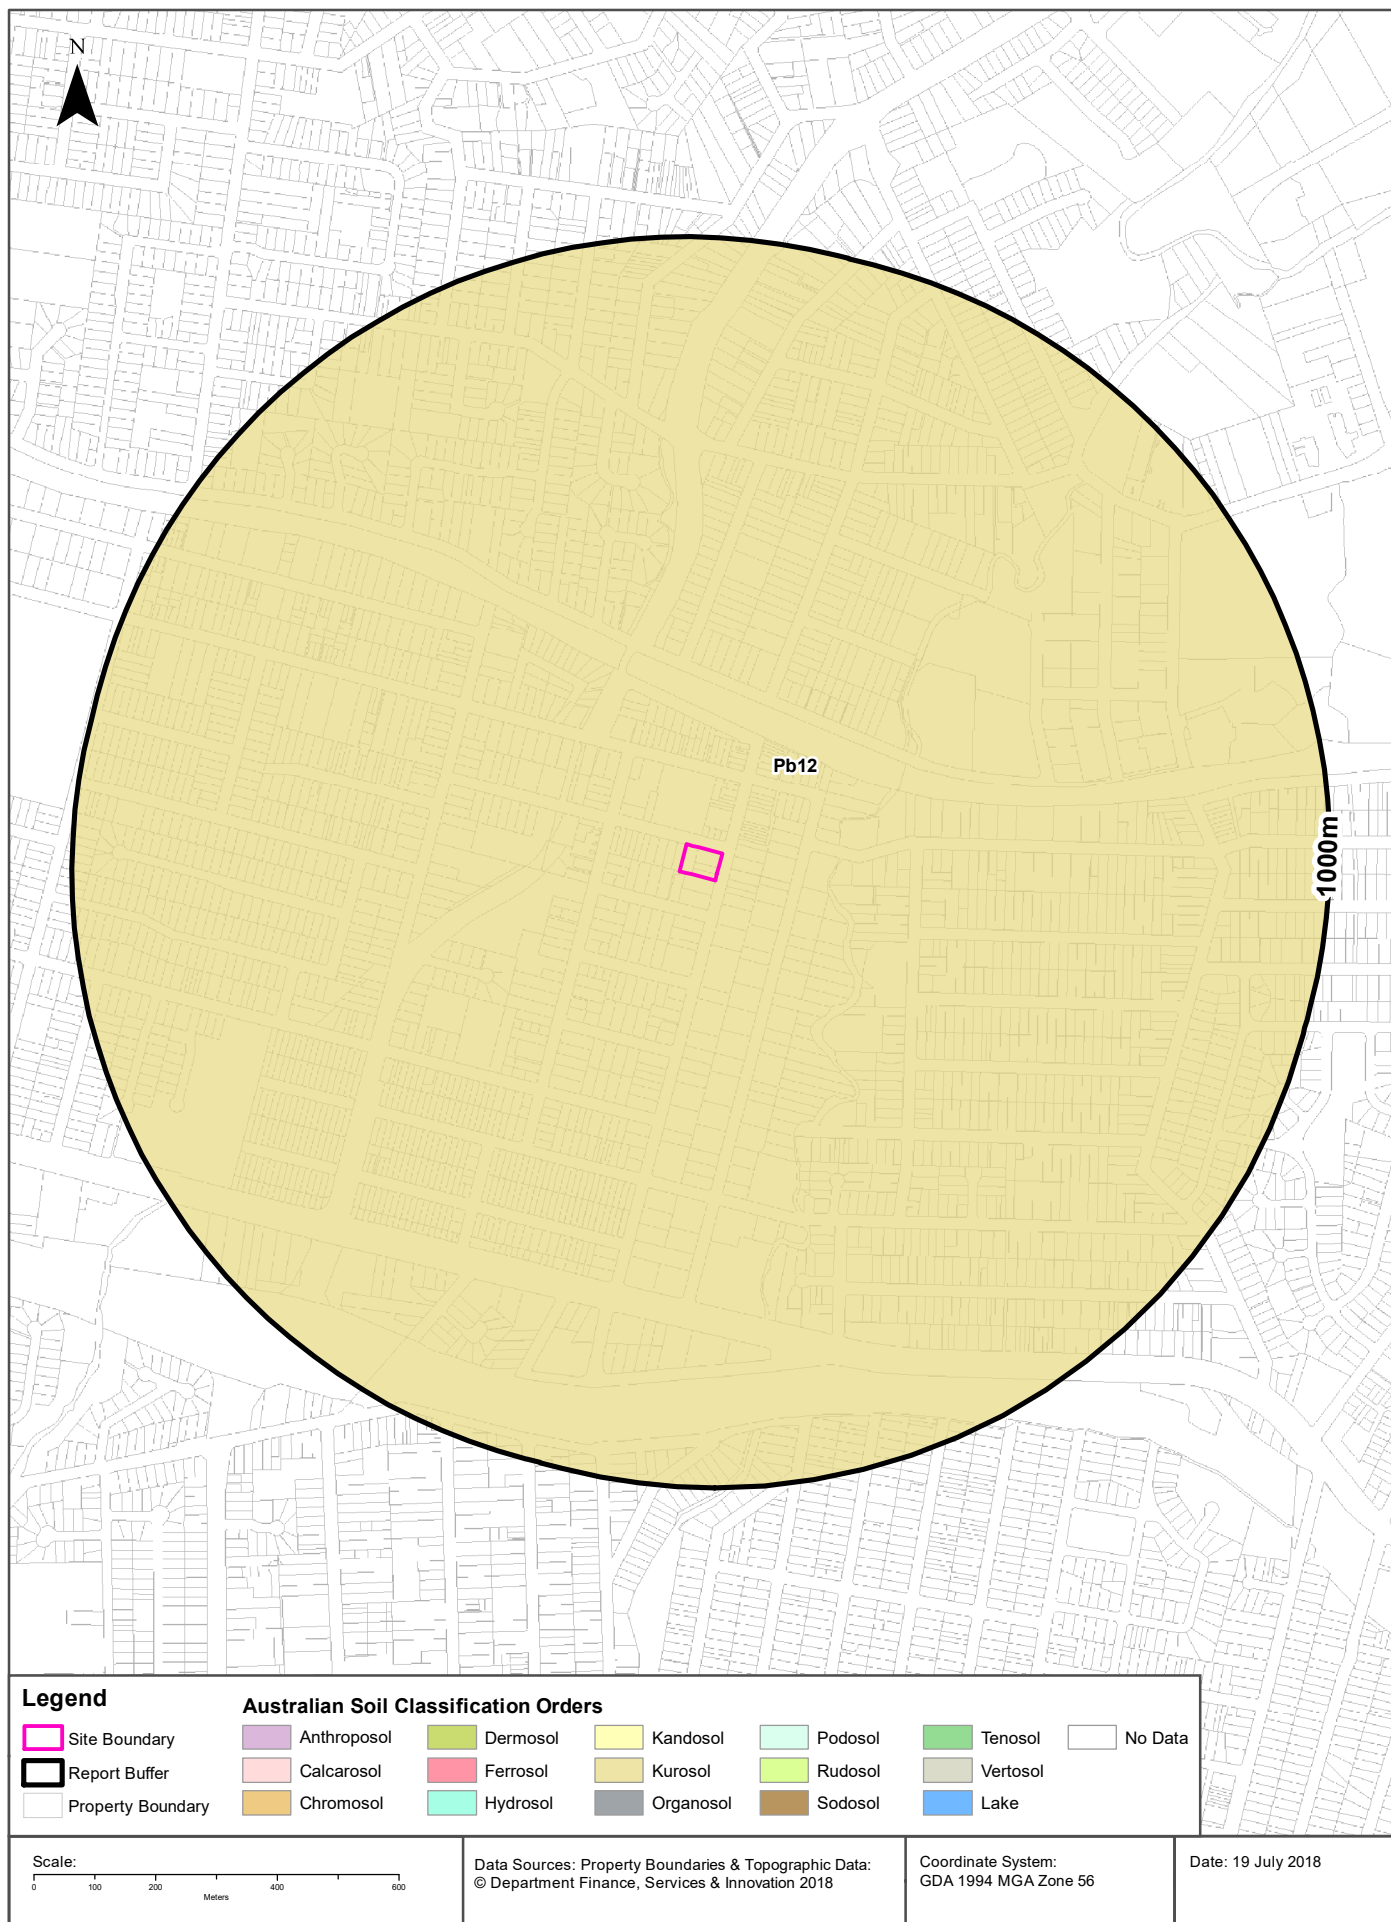 N
Pb12
1000m
Legend
Site Boundary
Report Buffer
Property Boundary
Australian Soil Classification Orders
Anthroposol
Calcarosol
Chromosol
Dermosol
Ferrosol
Hydrosol
Kandosol
Kurosol
Organosol
Podosol
Rudosol
Sodosol
Tenosol
Vertosol
Lake
No Data
Scale:
0 100 200 400 600
Meters
Data Sources: Property Boundaries & Topographic Data:
© Department Finance, Services & Innovation 2018
Coordinate System:
GDA 1994 MGA Zone 56
Date: 19 July 2018